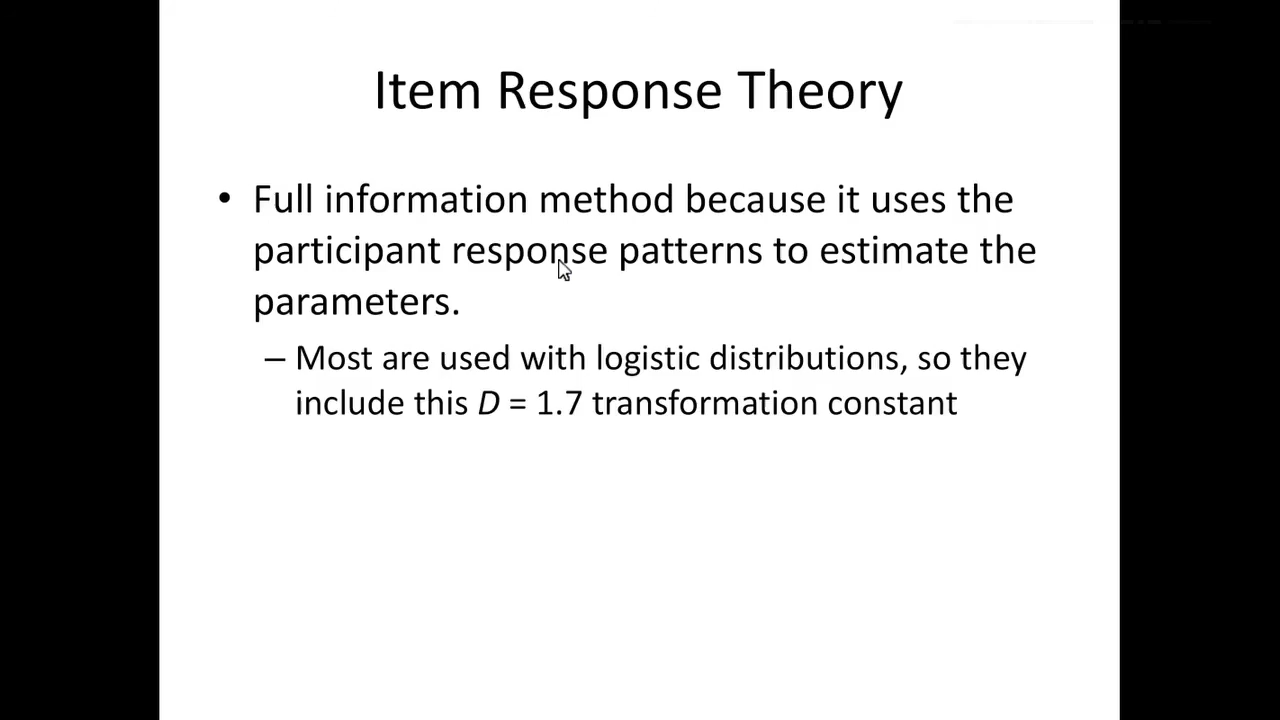 Item Response Theory
• Full information method because it uses the
participant response patterns to estimate the
parameters.
– Most are used with logistic distributions, so they
include this D = 1.7 transformation constant